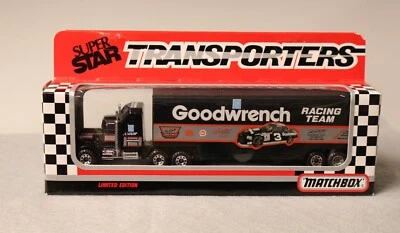 SUPER
STAR
TRANSPORTERS
Goodwrench
RACING
TEAM
3
LIMITED EDITION
MATCHBOX